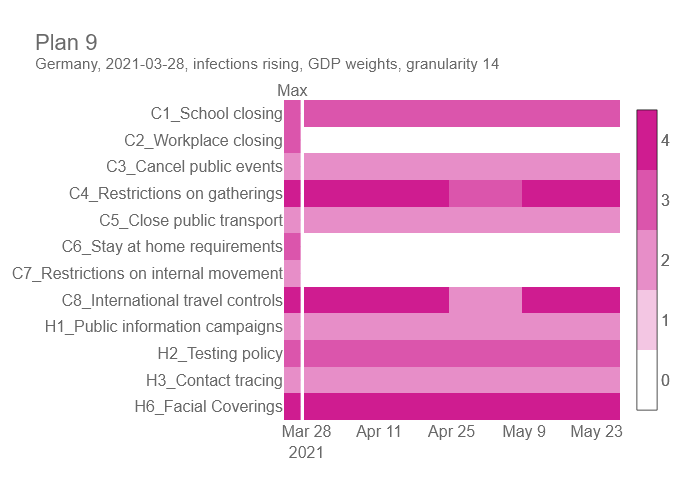 Plan 9
Germany, 2021-03-28, infections rising, GDP weights, granularity 14
Max
C1_School closing
C2_Workplace closing
C3_Cancel public events
C4_Restrictions on gatherings
C5_Close public transport
C6_Stay at home requirements
C7_Restrictions on internal movement
C8_International travel controls
H1_Public information campaigns
H2_Testing policy
H3_Contact tracing
H6_Facial Coverings
Mar 28 Apr 11 Apr 25 May 9 May 23
2021
4
3
2
1
0